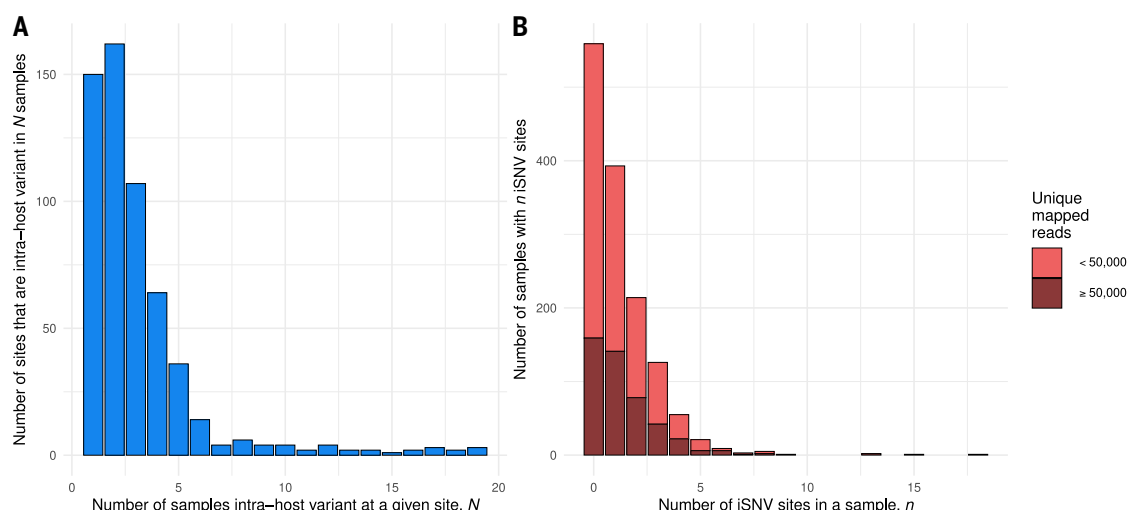 A
Number of sites that are intra−host variant in N samples
150
100
50
0
0 5 10 15 20
Number of samples intra−host variant at a given site, N
B
Number of samples with n iSNV sites
400
200
0
0 5 10 15
Number of iSNV sites in a sample, n
Unique
mapped
reads
< 50,000
≥ 50,000